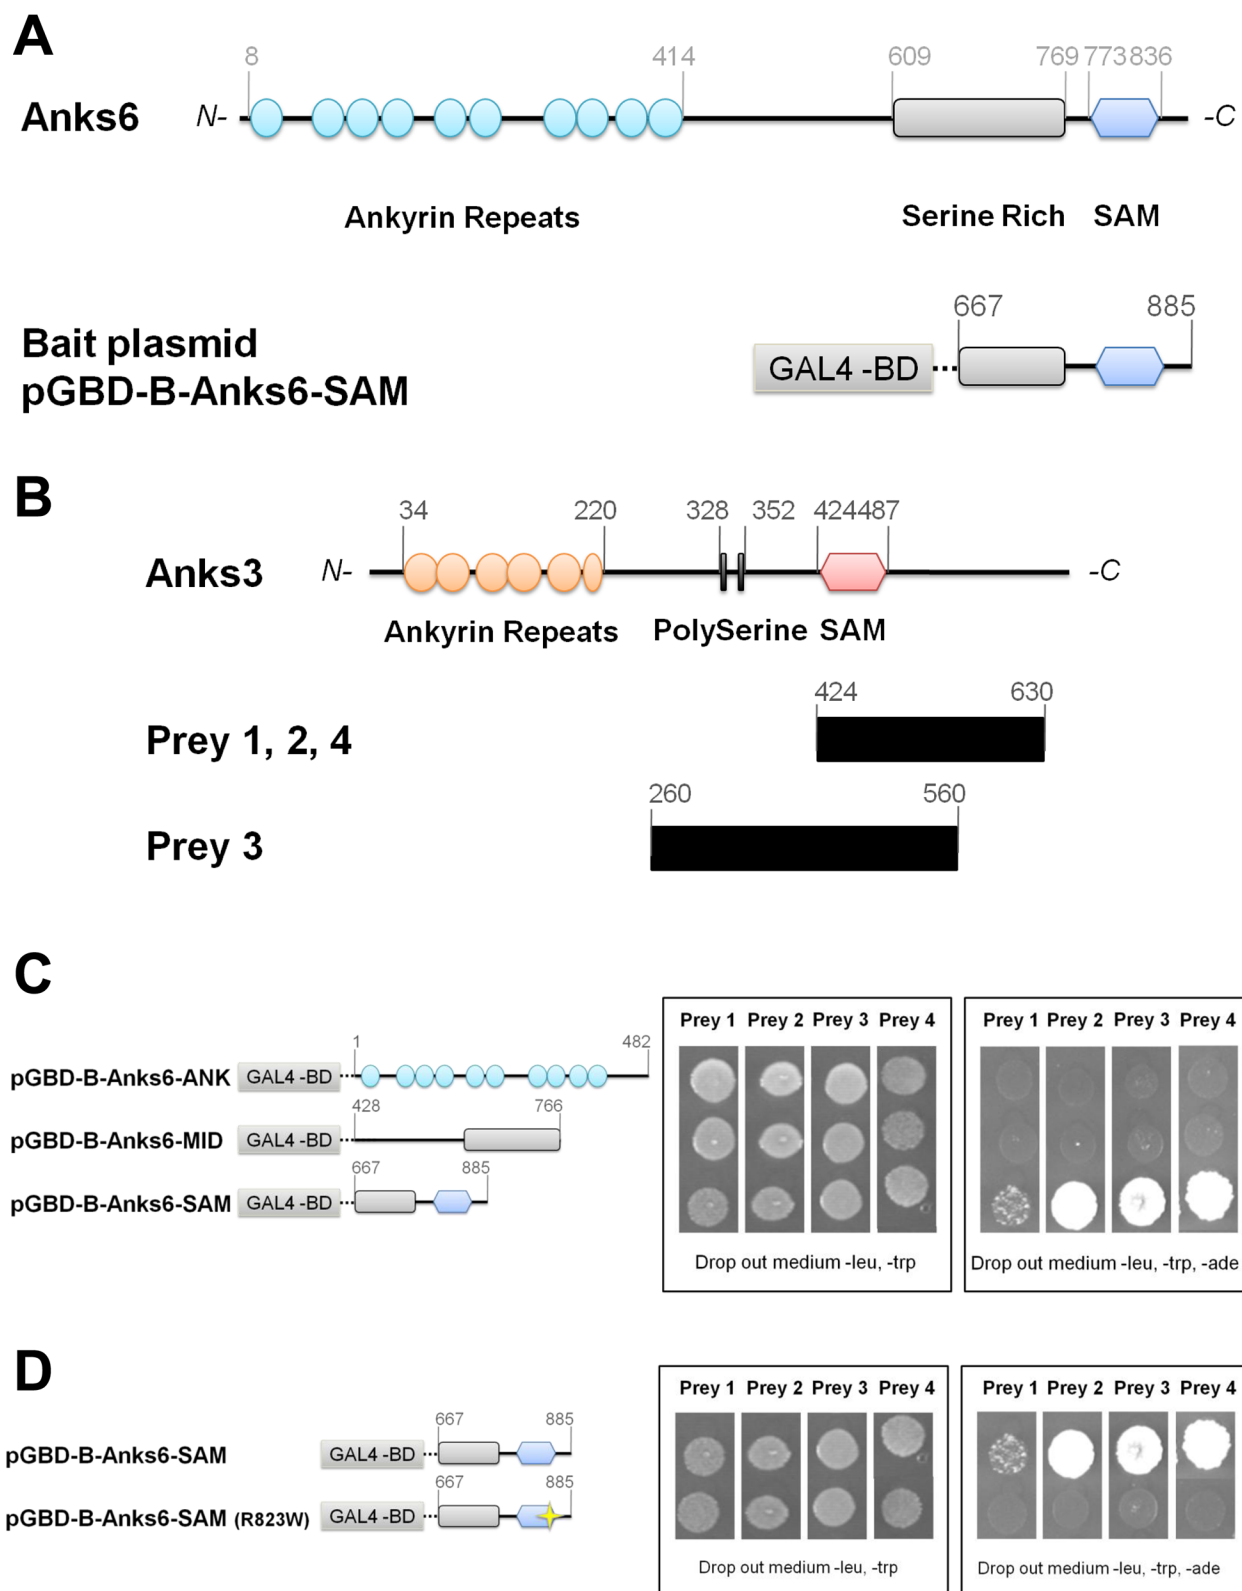 A
8 414 609 769 773 836
Anks6 N- -C
Ankyrin Repeats Serine Rich SAM
667 885
Bait plasmid
pGBD-B-Anks6-SAM
GAL4 -BD
B
34 220 328 352 424 487
Anks3 N- -C
Ankyrin Repeats PolySerine SAM
424 630
Prey 1, 2, 4
260 560
Prey 3
C
Prey 1 Prey 2 Prey 3 Prey 4 Prey 1 Prey 2 Prey 3 Prey 4
1 482
pGBD-B-Anks6-ANK GAL4 -BD
428 766
pGBD-B-Anks6-MID GAL4 -BD
667 885
pGBD-B-Anks6-SAM GAL4 -BD
Drop out medium -leu, -trp Drop out medium -leu, -trp, -ade
D
Prey 1 Prey 2 Prey 3 Prey 4 Prey 1 Prey 2 Prey 3 Prey 4
667 885
pGBD-B-Anks6-SAM GAL4 -BD
667 885
pGBD-B-Anks6-SAM (R823W) GAL4 -BD
Drop out medium -leu, -trp Drop out medium -leu, -trp, -ade